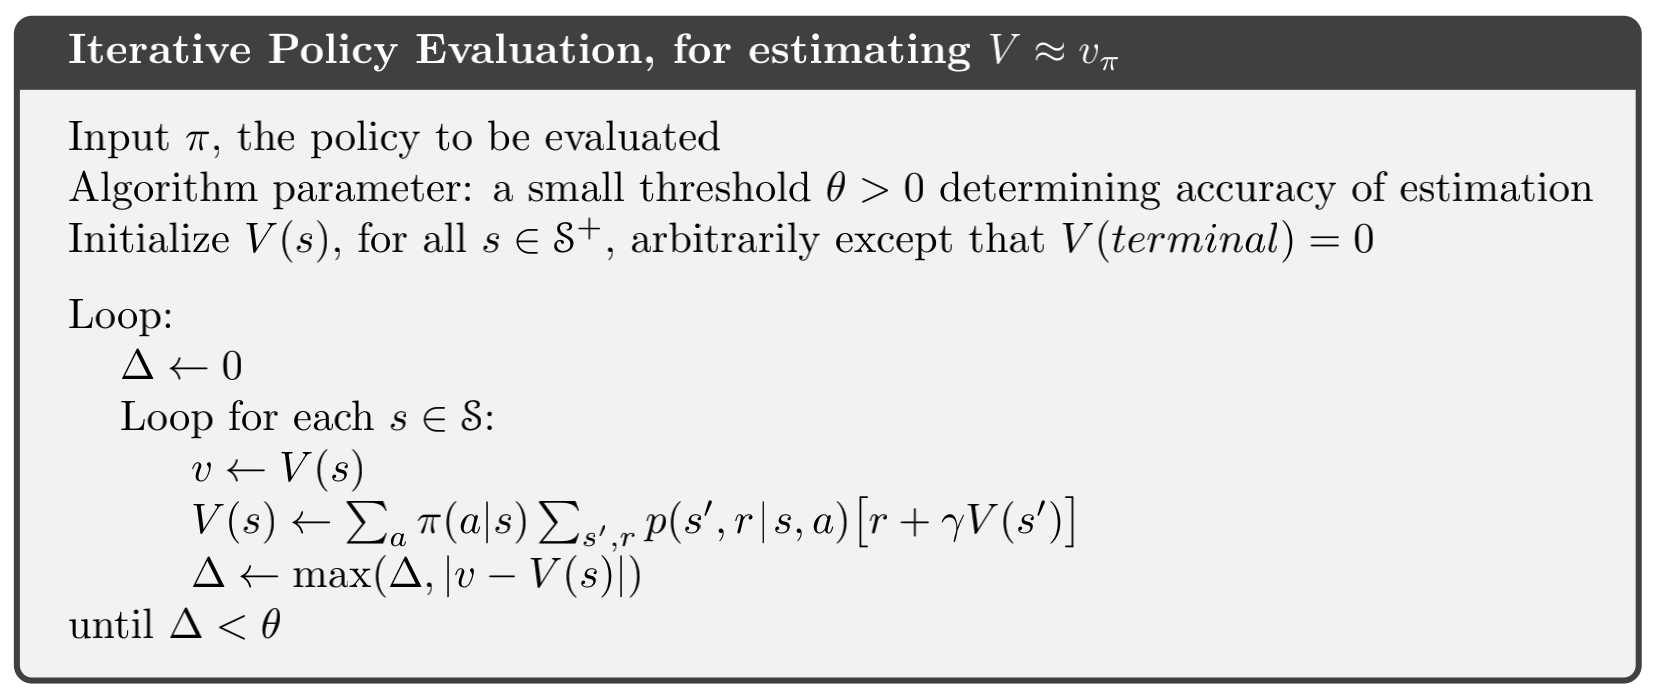 Iterative Policy Evaluation, for estimating V ≈ v_π
Input π, the policy to be evaluated
Algorithm parameter: a small threshold θ > 0 determining accuracy of estimation
Initialize V(s), for all s ∈ 𝒮⁺, arbitrarily except that V(terminal) = 0
Loop:
Δ ← 0
Loop for each s ∈ 𝒮:
v ← V(s)
V(s) ← ∑_a π(a|s) ∑_{s′,r} p(s′, r | s, a)[r + γV(s′)]
Δ ← max(Δ, |v − V(s)|)
until Δ < θ